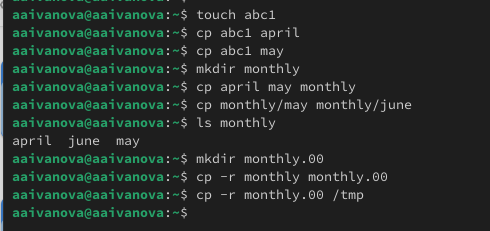 aaivanova@aaivanova:~$ touch abc1
aaivanova@aaivanova:~$ cp abc1 april
aaivanova@aaivanova:~$ cp abc1 may
aaivanova@aaivanova:~$ mkdir monthly
aaivanova@aaivanova:~$ cp april may monthly
aaivanova@aaivanova:~$ cp monthly/may monthly/june
aaivanova@aaivanova:~$ ls monthly
april  june  may
aaivanova@aaivanova:~$ mkdir monthly.00
aaivanova@aaivanova:~$ cp -r monthly monthly.00
aaivanova@aaivanova:~$ cp -r monthly.00 /tmp
aaivanova@aaivanova:~$